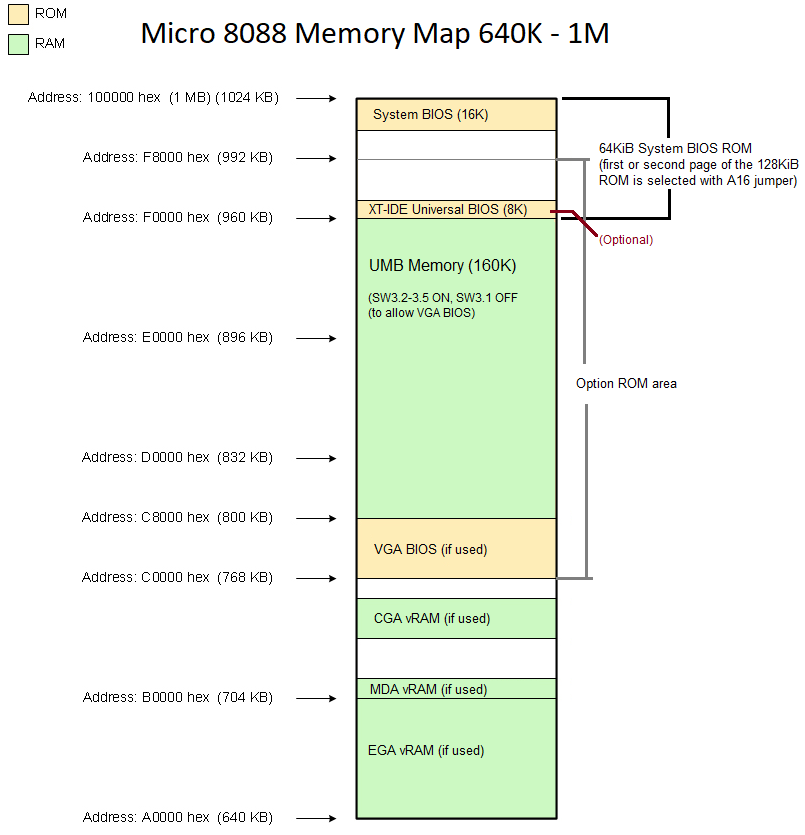 ROM
RAM
Micro 8088 Memory Map 640K - 1M
Address: 100000 hex (1 MB) (1024 KB)
System BIOS (16K)
64KiB System BIOS ROM
(first or second page of the 128KiB
ROM is selected with A16 jumper)
Address: F8000 hex (992 KB)
XT-IDE Universal BIOS (8K)
Address: F0000 hex (960 KB)
(Optional)
UMB Memory (160K)
(SW3.2-3.5 ON, SW3.1 OFF
(to allow VGA BIOS)
Address: E0000 hex (896 KB)
Option ROM area
Address: D0000 hex (832 KB)
Address: C8000 hex (800 KB)
VGA BIOS (if used)
Address: C0000 hex (768 KB)
CGA vRAM (if used)
MDA vRAM (if used)
Address: B0000 hex (704 KB)
EGA vRAM (if used)
Address: A0000 hex (640 KB)